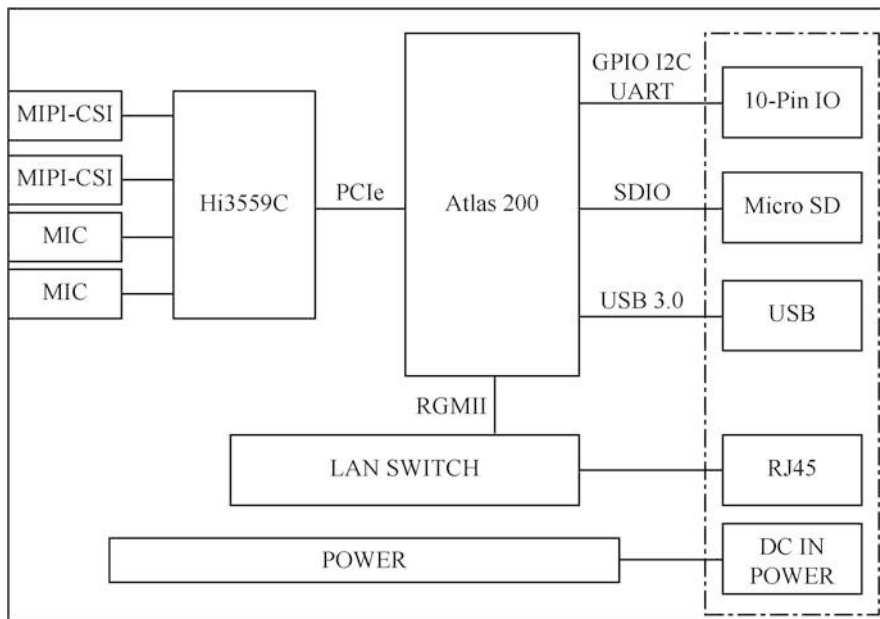 MIPI-CSI
MIPI-CSI
MIC
MIC
Hi3559C
PCIe
Atlas 200
GPIO I2C
UART
10-Pin IO
SDIO
Micro SD
USB 3.0
USB
RGMII
LAN SWITCH
RJ45
POWER
DC IN
POWER